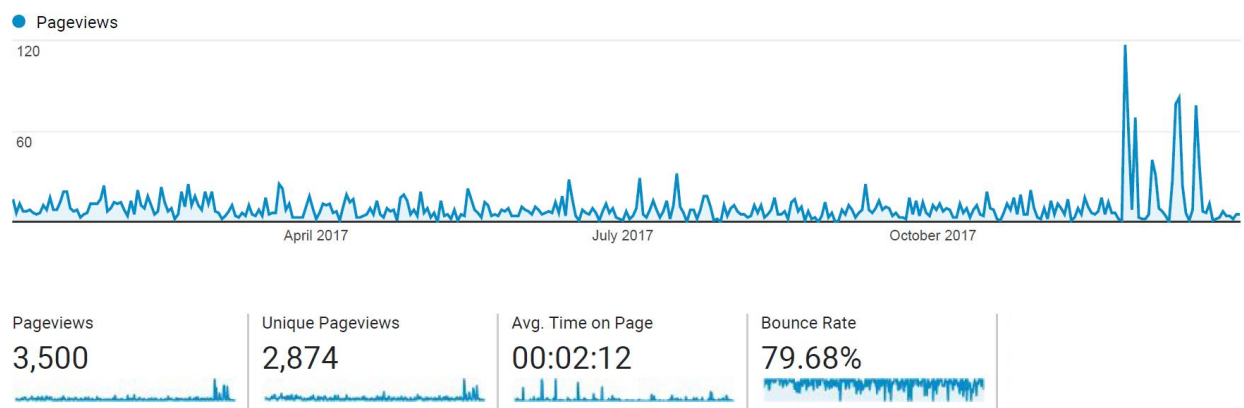 Pageviews
120
60
April 2017 July 2017 October 2017
Pageviews Unique Pageviews Avg. Time on Page Bounce Rate
3,500 2,874 00:02:12 79.68%